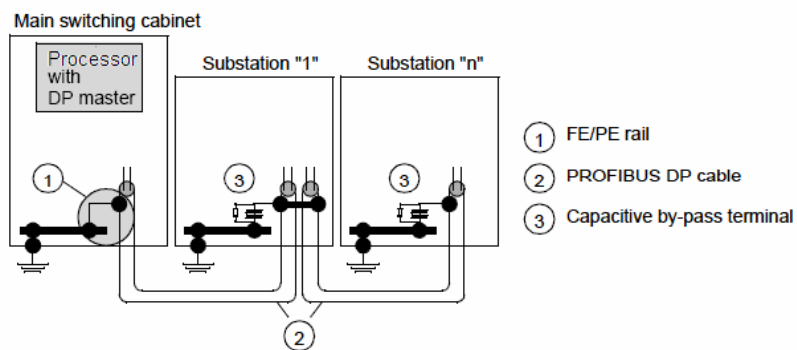 Main switching cabinet
Processor
with
DP master
Substation "1"
Substation "n"
1
3
3
2
1 FE/PE rail
2 PROFIBUS DP cable
3 Capacitive by-pass terminal